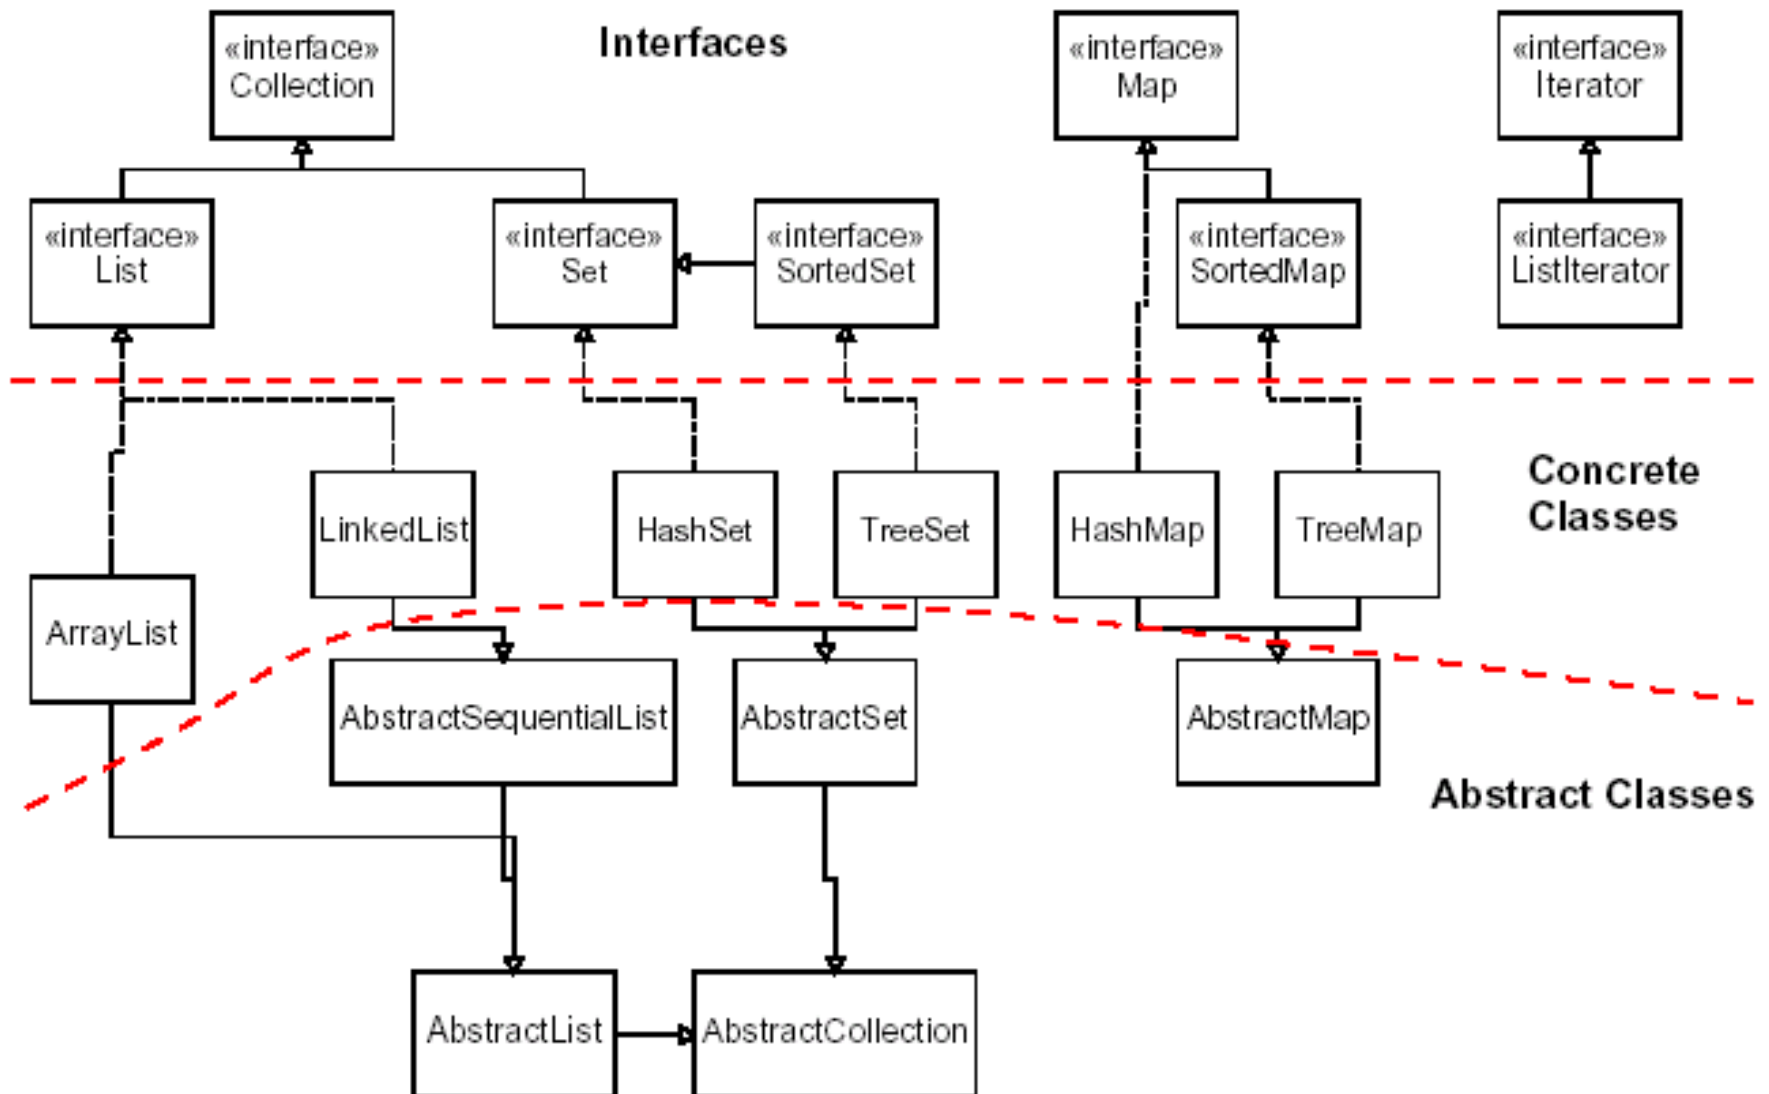 «interface»
Collection
Interfaces
«interface»
Map
«interface»
Iterator
«interface»
List
«interface»
Set
«interface»
SortedSet
«interface»
SortedMap
«interface»
ListIterator
Concrete
Classes
LinkedList
HashSet
TreeSet
HashMap
TreeMap
ArrayList
AbstractSequentialList
AbstractSet
AbstractMap
Abstract Classes
AbstractList
AbstractCollection